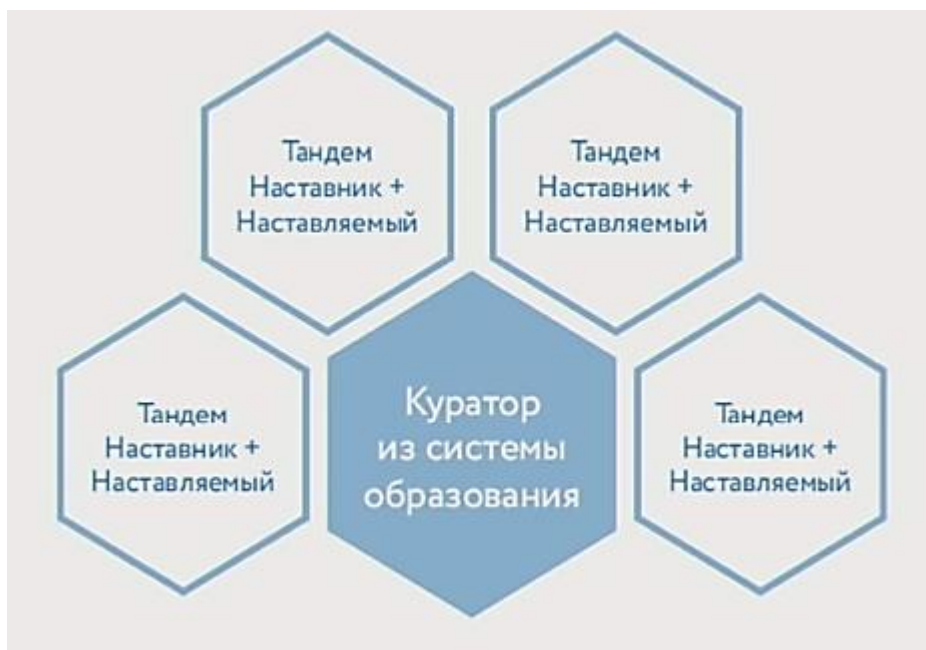 Тандем
Наставник +
Наставляемый
Тандем
Наставник +
Наставляемый
Тандем
Наставник +
Наставляемый
Куратор
из системы
образования
Тандем
Наставник +
Наставляемый